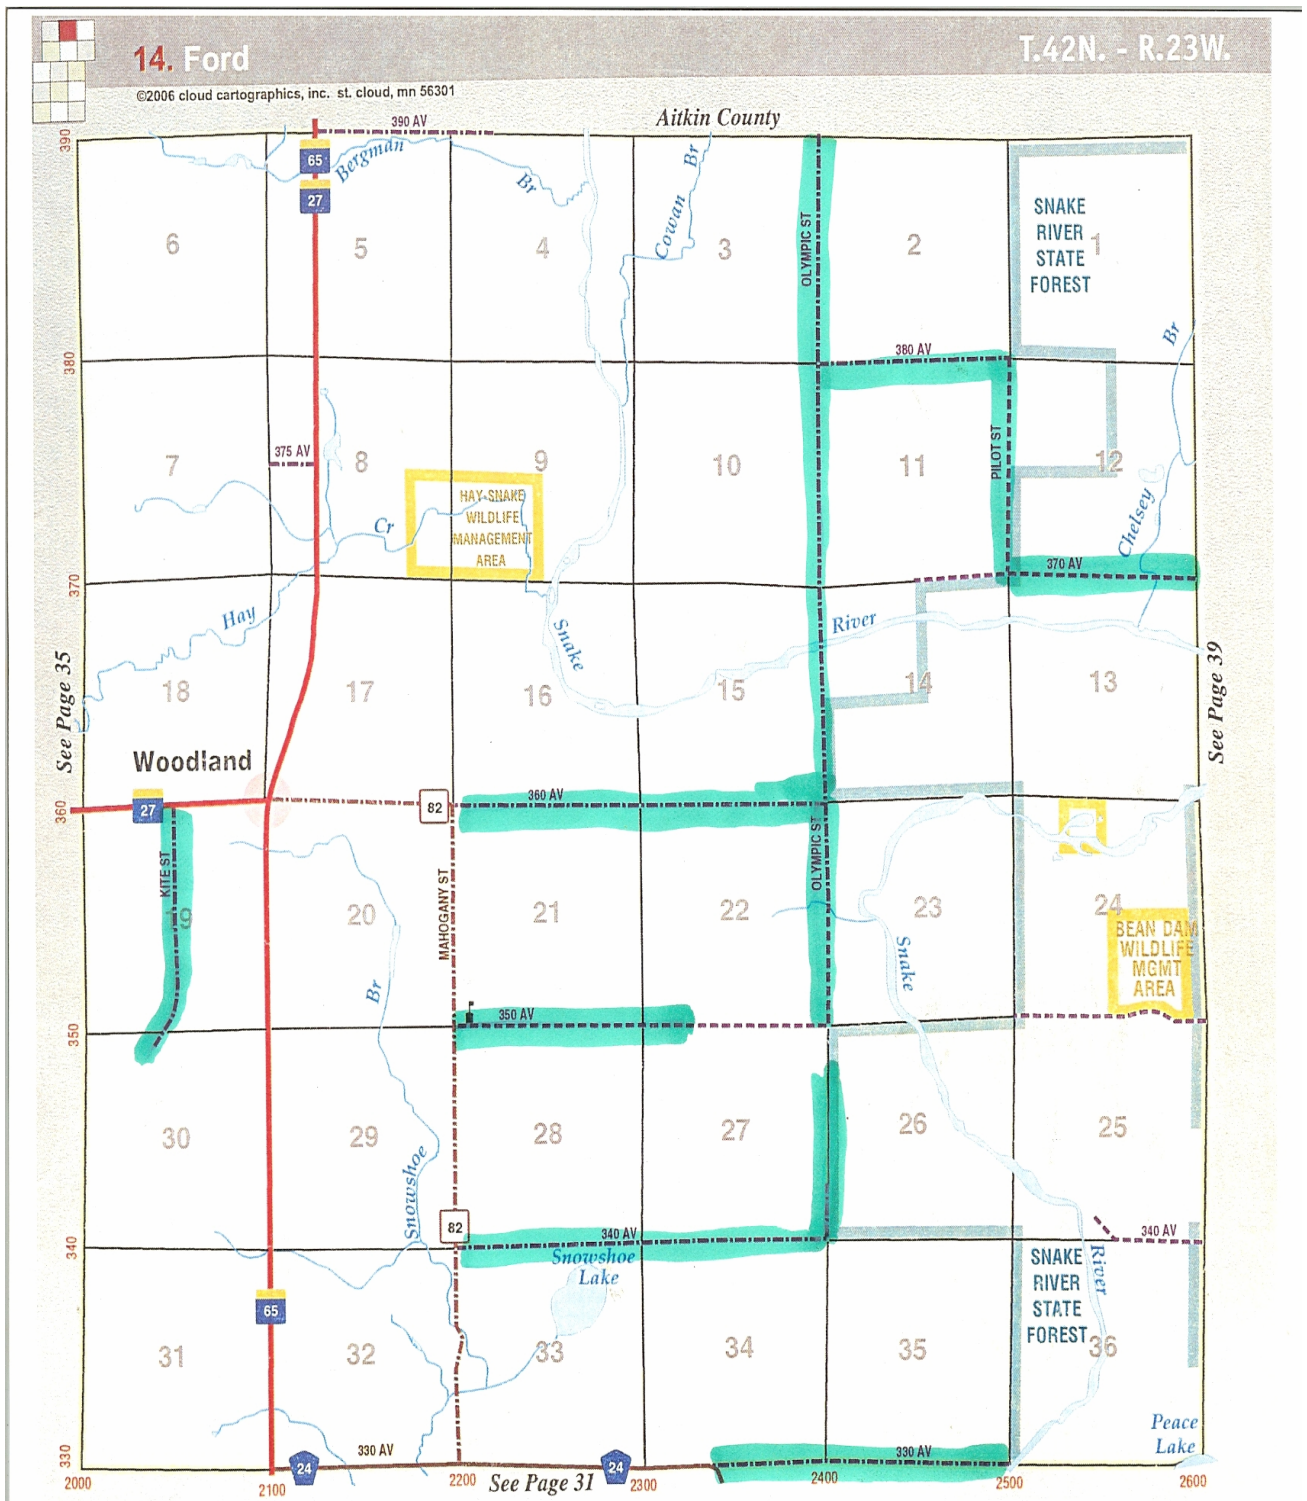 14. Ford
T.42N. - R.23W.
©2006 cloud cartographics, inc. st. cloud, mn 56301
Aitkin County
390
390 AV
65
27
Bergman
Br
Cowan
Br
OLYMPIC ST
SNAKE
RIVER
STATE
FOREST
6
5
4
3
2
1
Br
380
380 AV
375 AV
7
8
9
10
11
12
PILOT ST
HAY-SNAKE
WILDLIFE
MANAGEMENT
AREA
Cr
Chelsey
370
370 AV
Hay
Snake
River
See Page 35
See Page 39
18
17
16
15
14
13
Woodland
360
27
82
360 AV
KITE ST
MAHOGANY ST
OLYMPIC ST
19
20
21
22
23
24
BEAN DAM
WILDLIFE
MGMT
AREA
Br
Snake
350
350 AV
30
29
28
27
26
25
Snowshoe
82
340
340 AV
340 AV
Snowshoe
Lake
SNAKE
RIVER
STATE
FOREST
River
65
31
32
33
34
35
36
Peace
Lake
330
330 AV
330 AV
24
24
2000
2100
2200
2300
2400
2500
2600
See Page 31